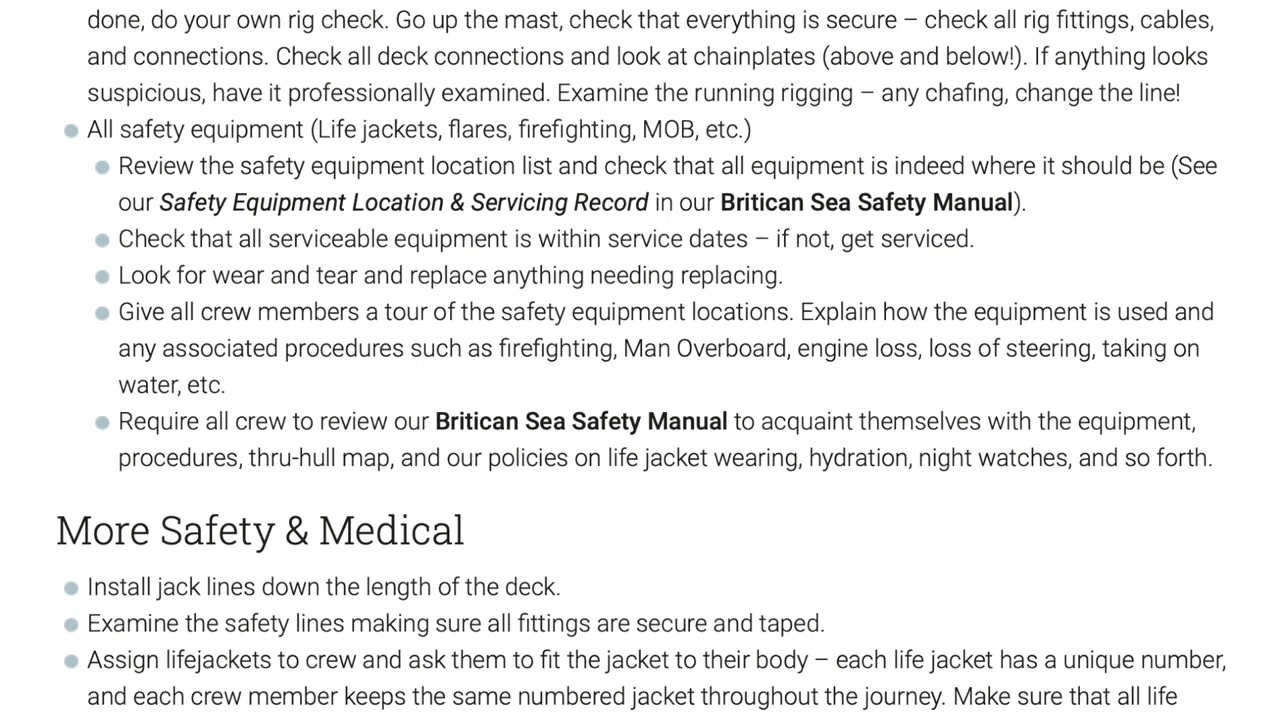 done, do your own rig check. Go up the mast, check that everything is secure – check all rig fittings, cables,
and connections. Check all deck connections and look at chainplates (above and below!). If anything looks
suspicious, have it professionally examined. Examine the running rigging – any chafing, change the line!
All safety equipment (Life jackets, flares, firefighting, MOB, etc.)
Review the safety equipment location list and check that all equipment is indeed where it should be (See
our Safety Equipment Location & Servicing Record in our Britican Sea Safety Manual).
Check that all serviceable equipment is within service dates – if not, get serviced.
Look for wear and tear and replace anything needing replacing.
Give all crew members a tour of the safety equipment locations. Explain how the equipment is used and
any associated procedures such as firefighting, Man Overboard, engine loss, loss of steering, taking on
water, etc.
Require all crew to review our Britican Sea Safety Manual to acquaint themselves with the equipment,
procedures, thru-hull map, and our policies on life jacket wearing, hydration, night watches, and so forth.
More Safety & Medical
Install jack lines down the length of the deck.
Examine the safety lines making sure all fittings are secure and taped.
Assign lifejackets to crew and ask them to fit the jacket to their body – each life jacket has a unique number,
and each crew member keeps the same numbered jacket throughout the journey. Make sure that all life